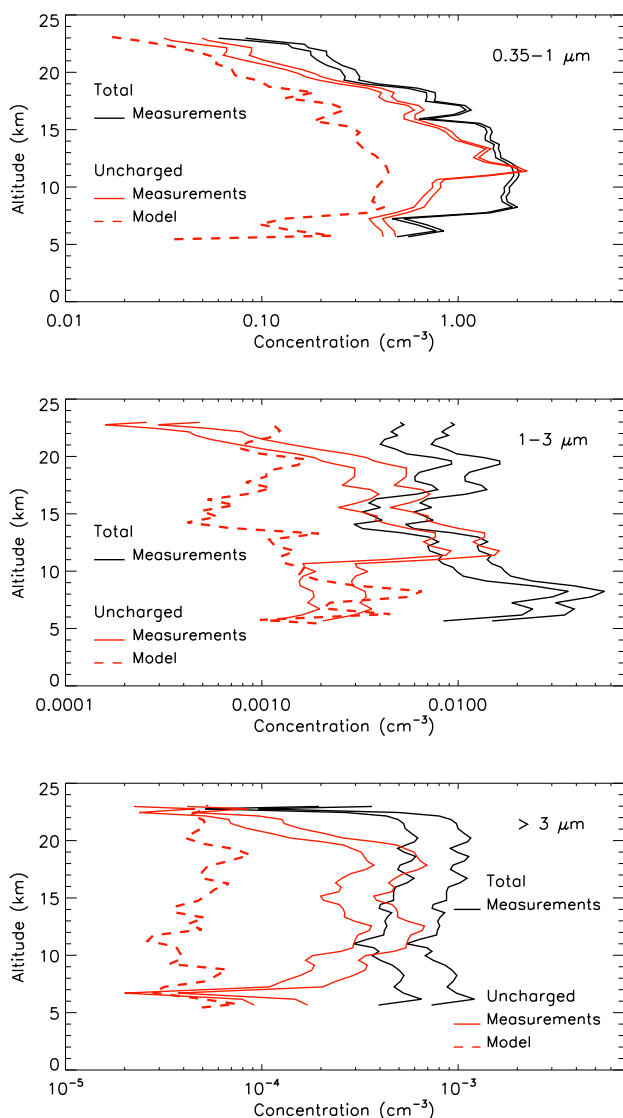 25
20
15
10
5
0
Altitude (km)
0.35–1 μm
Total
Measurements
Uncharged
Measurements
Model
0.01 0.10 1.00
Concentration (cm⁻³)
25
20
15
10
5
0
Altitude (km)
1–3 μm
Total
Measurements
Uncharged
Measurements
Model
0.0001 0.0010 0.0100
Concentration (cm⁻³)
25
20
15
10
5
0
Altitude (km)
> 3 μm
Total
Measurements
Uncharged
Measurements
Model
10⁻⁵ 10⁻⁴ 10⁻³
Concentration (cm⁻³)